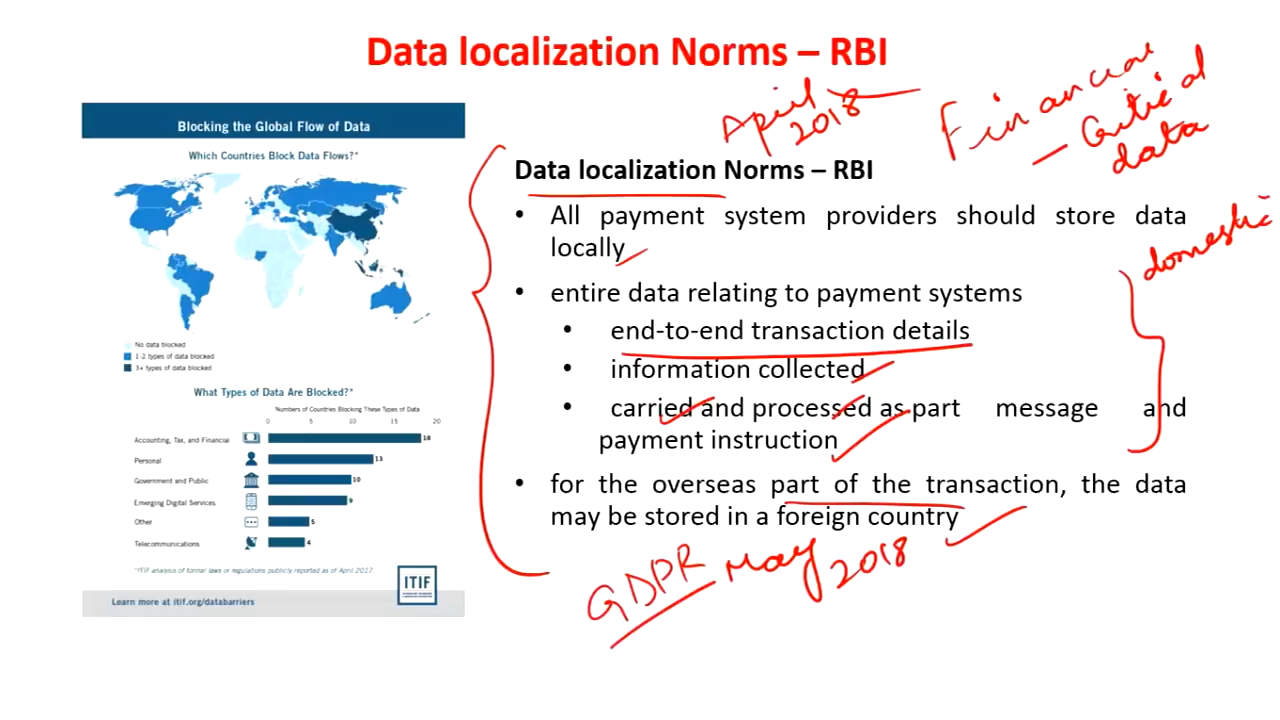 Data localization Norms – RBI
April
2018
Financial
– Critical
data
Blocking the Global Flow of Data
Which Countries Block Data Flows?*
No data blocked
1-2 types of data blocked
3+ types of data blocked
What Types of Data Are Blocked?*
Numbers of Countries Blocking These Types of Data
0 5 10 15 20
Accounting, Tax, and Financial 18
Personal 13
Government and Public 10
Emerging Digital Services 9
Other 5
Telecommunications 4
*ITIF analysis of formal laws or regulations publicly reported as of April 2017.
ITIF
Learn more at itif.org/databarriers
Data localization Norms – RBI
• All payment system providers should store data
locally
domestic
• entire data relating to payment systems
• end-to-end transaction details
• information collected
• carried and processed as part message and
payment instruction
• for the overseas part of the transaction, the data
may be stored in a foreign country
GDPR May 2018